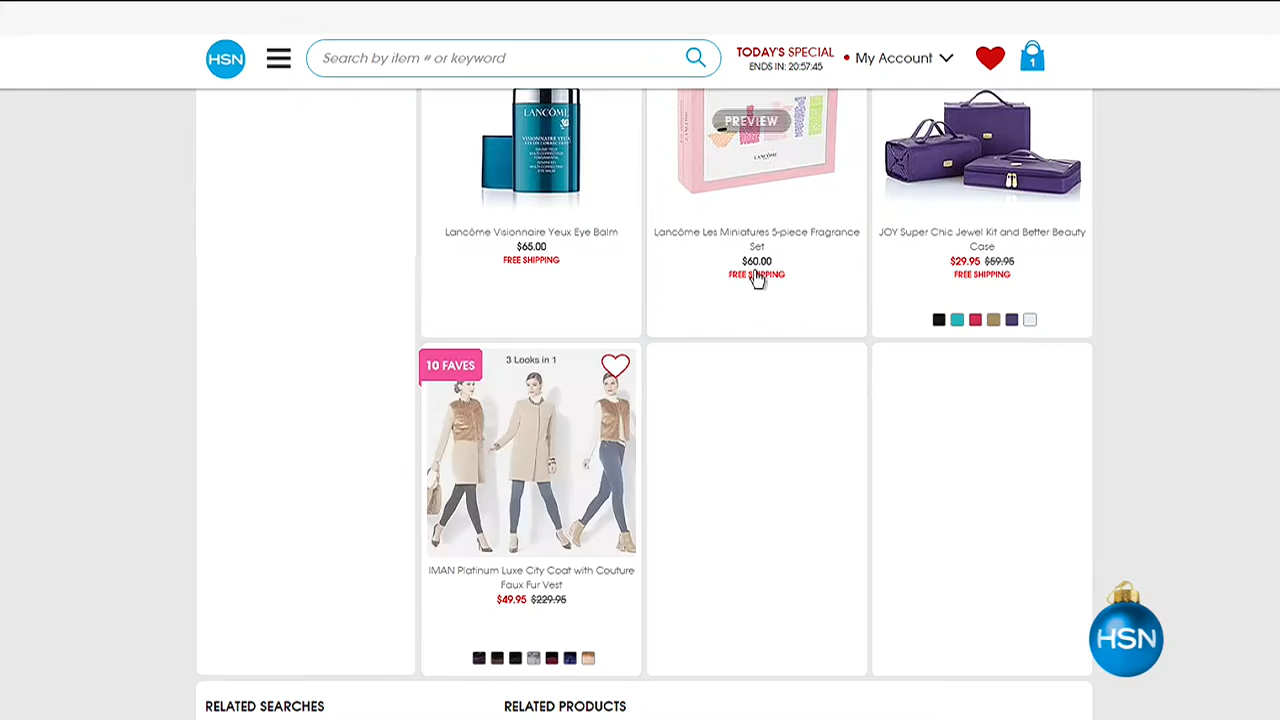 HSN
Search by item # or keyword
TODAY'S SPECIAL
ENDS IN: 20:57:45
My Account
1
LANCÔME
VISIONNAIRE YEUX
PREVIEW
LANCÔME
Lancôme Visionnaire Yeux Eye Balm
$65.00
FREE SHIPPING
Lancôme Les Miniatures 5-piece Fragrance
Set
$60.00
FREE SHIPPING
JOY Super Chic Jewel Kit and Better Beauty
Case
$29.95 $59.95
FREE SHIPPING
10 FAVES
3 Looks in 1
IMAN Platinum Luxe City Coat with Couture
Faux Fur Vest
$49.95 $229.95
HSN
RELATED SEARCHES
RELATED PRODUCTS